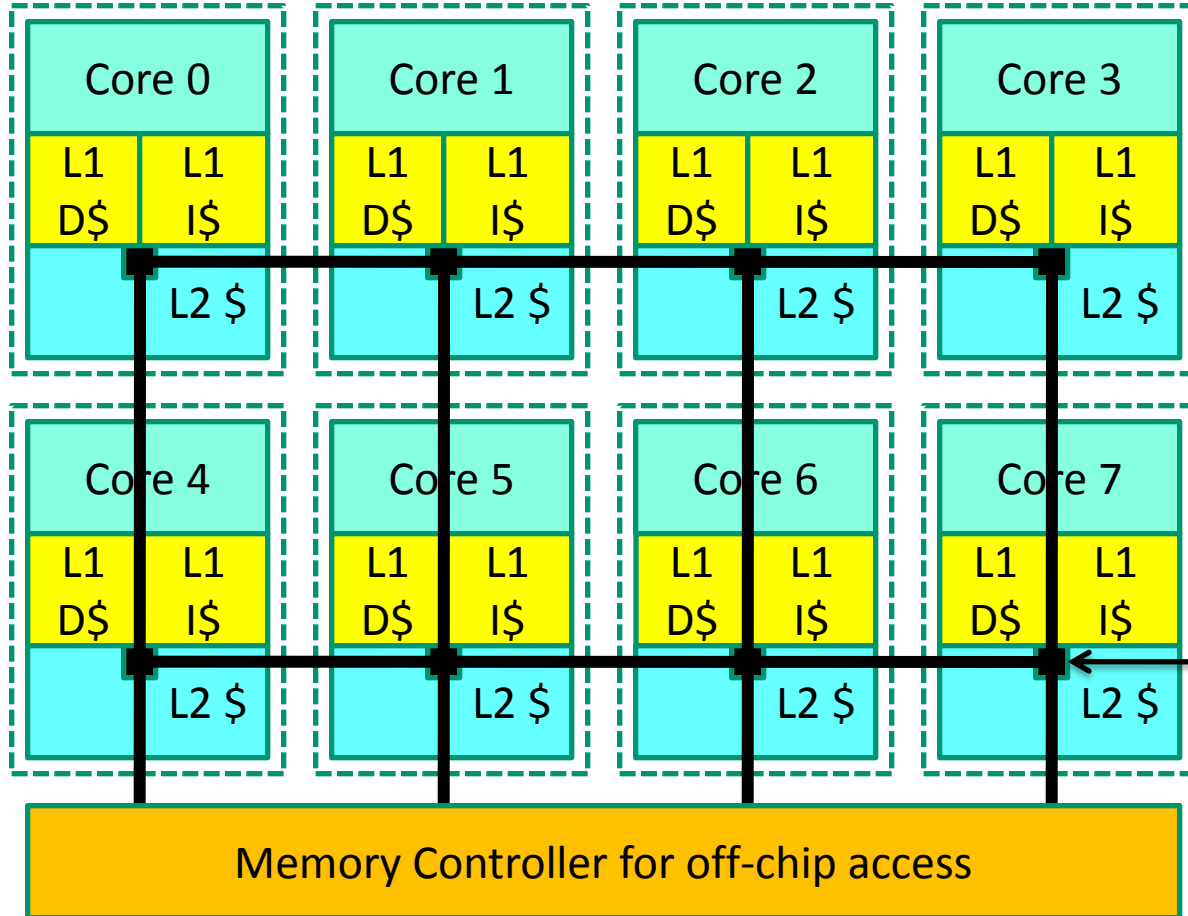 Core 0
Core 1
Core 2
Core 3
L1 L1 L1 L1 L1 L1 L1 L1
D$ I$ D$ I$ D$ I$ D$ I$
L2 $ L2 $ L2 $ L2 $
Core 4
Core 5
Core 6
Core 7
L1 L1 L1 L1 L1 L1 L1 L1
D$ I$ D$ I$ D$ I$ D$ I$
L2 $ L2 $ L2 $ L2 $
Memory Controller for off-chip access